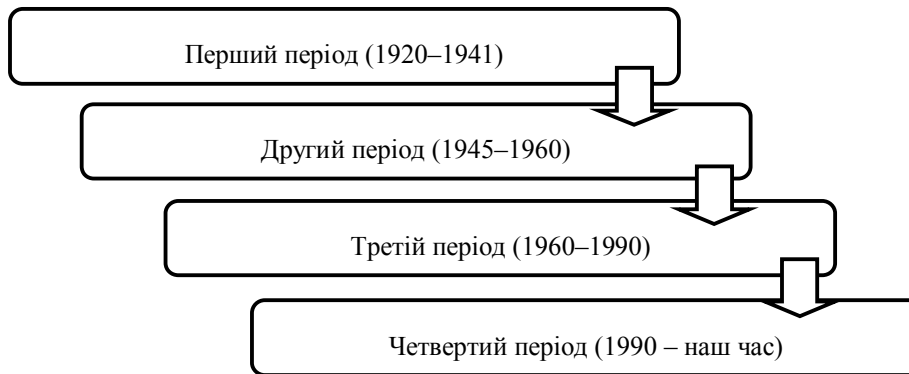 Перший період (1920–1941)
Другий період (1945–1960)
Третій період (1960–1990)
Четвертий період (1990 – наш час)